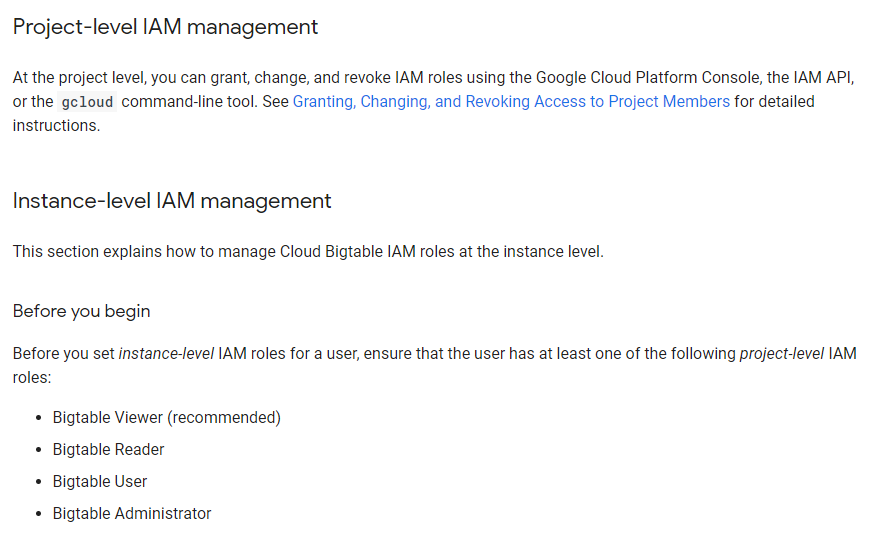 Project-level IAM management
At the project level, you can grant, change, and revoke IAM roles using the Google Cloud Platform Console, the IAM API,
or the gcloud command-line tool. See Granting, Changing, and Revoking Access to Project Members for detailed
instructions.
Instance-level IAM management
This section explains how to manage Cloud Bigtable IAM roles at the instance level.
Before you begin
Before you set instance-level IAM roles for a user, ensure that the user has at least one of the following project-level IAM
roles:
• Bigtable Viewer (recommended)
• Bigtable Reader
• Bigtable User
• Bigtable Administrator